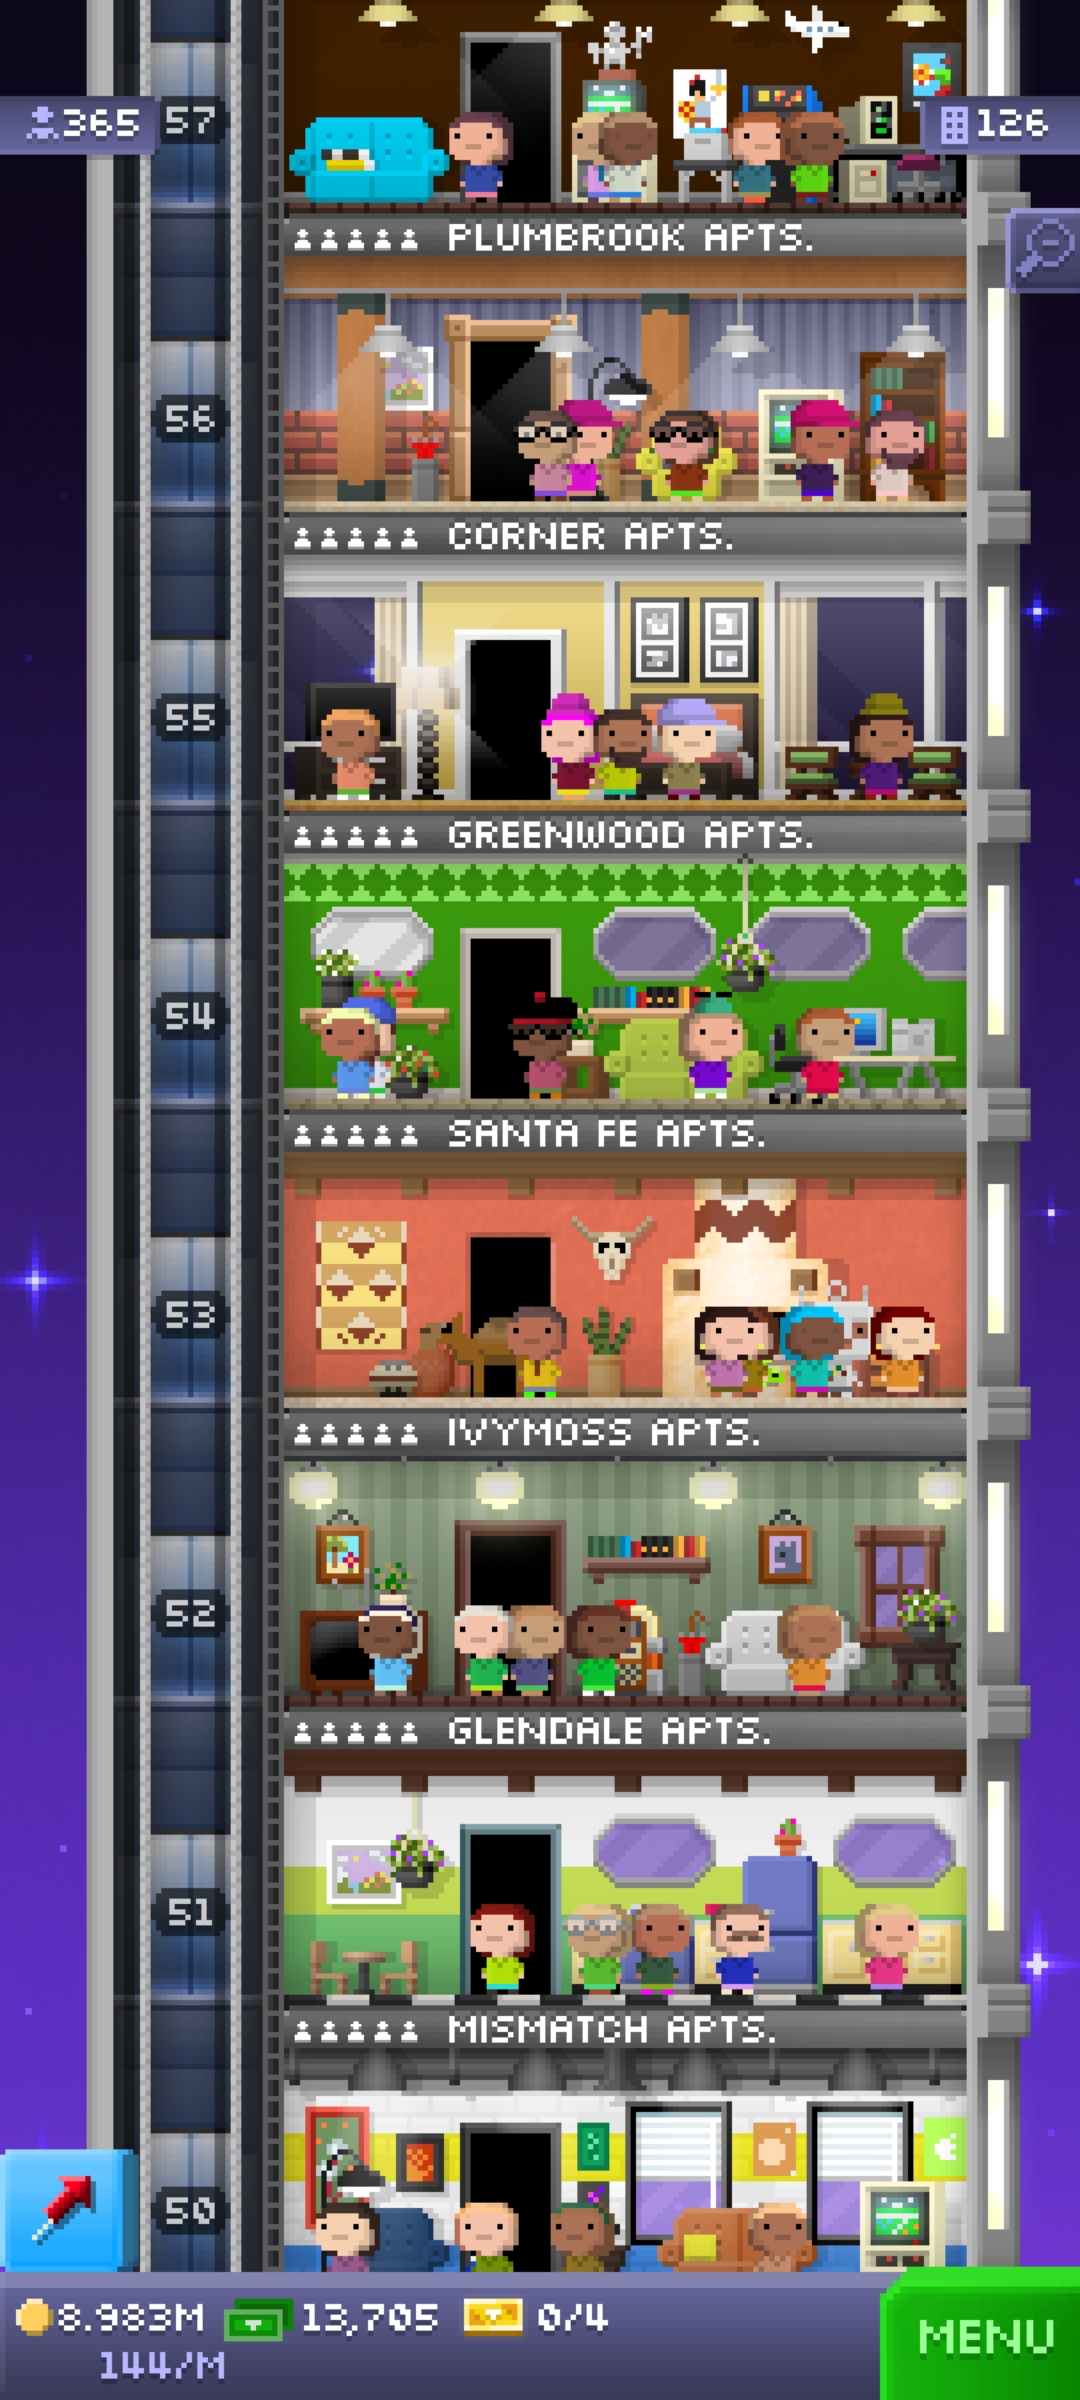 365
57
126
PLUMBROOK APTS.
56
CORNER APTS.
55
GREENWOOD APTS.
54
SANTA FE APTS.
53
IVYMOSS APTS.
52
GLENDALE APTS.
51
MISMATCH APTS.
50
8.983M 13,705 0/4
144/M
MENU